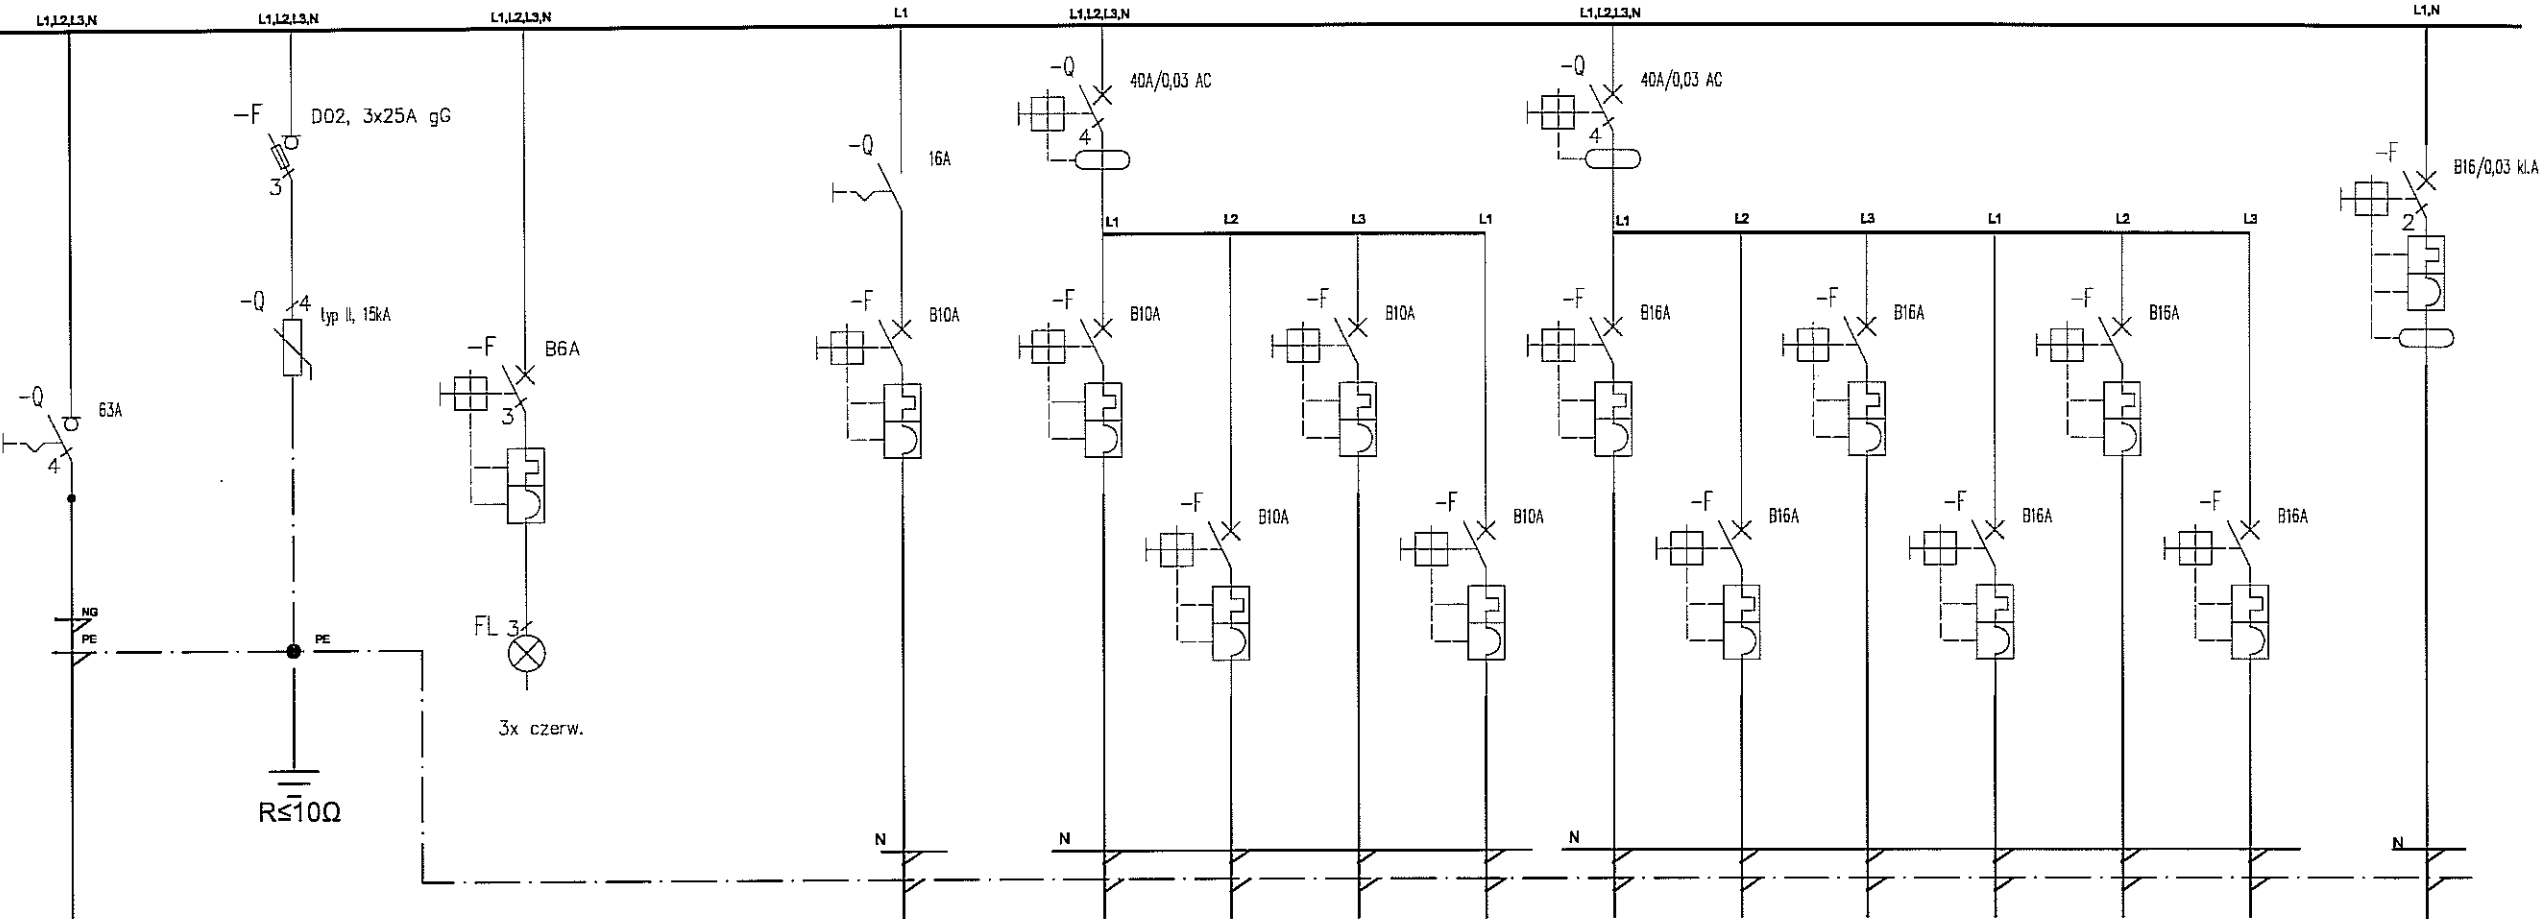 L1,L2,L3,N
L1,L2,L3,N
L1,L2,L3,N
L1
L1,L2,L3,N
L1,L2,L3,N
L1,N
-Q
40A/0,03 AC
4
-Q
40A/0,03 AC
4
-F
D02, 3x25A gG
3
-Q
16A
-F
B16/0,03 kl.A
2
L1
L2
L3
L1
L1
L2
L3
L1
L2
L3
-Q
4
typ II, 15kA
-F
B10A
-F
B10A
-F
B10A
-F
B16A
-F
B16A
-F
B16A
-F
B6A
3
-Q
63A
4
-F
B10A
-F
B10A
-F
B16A
-F
B16A
-F
B16A
NG
PE
PE
FL 3
3x czerw.
R≤10Ω
N
N
N
N